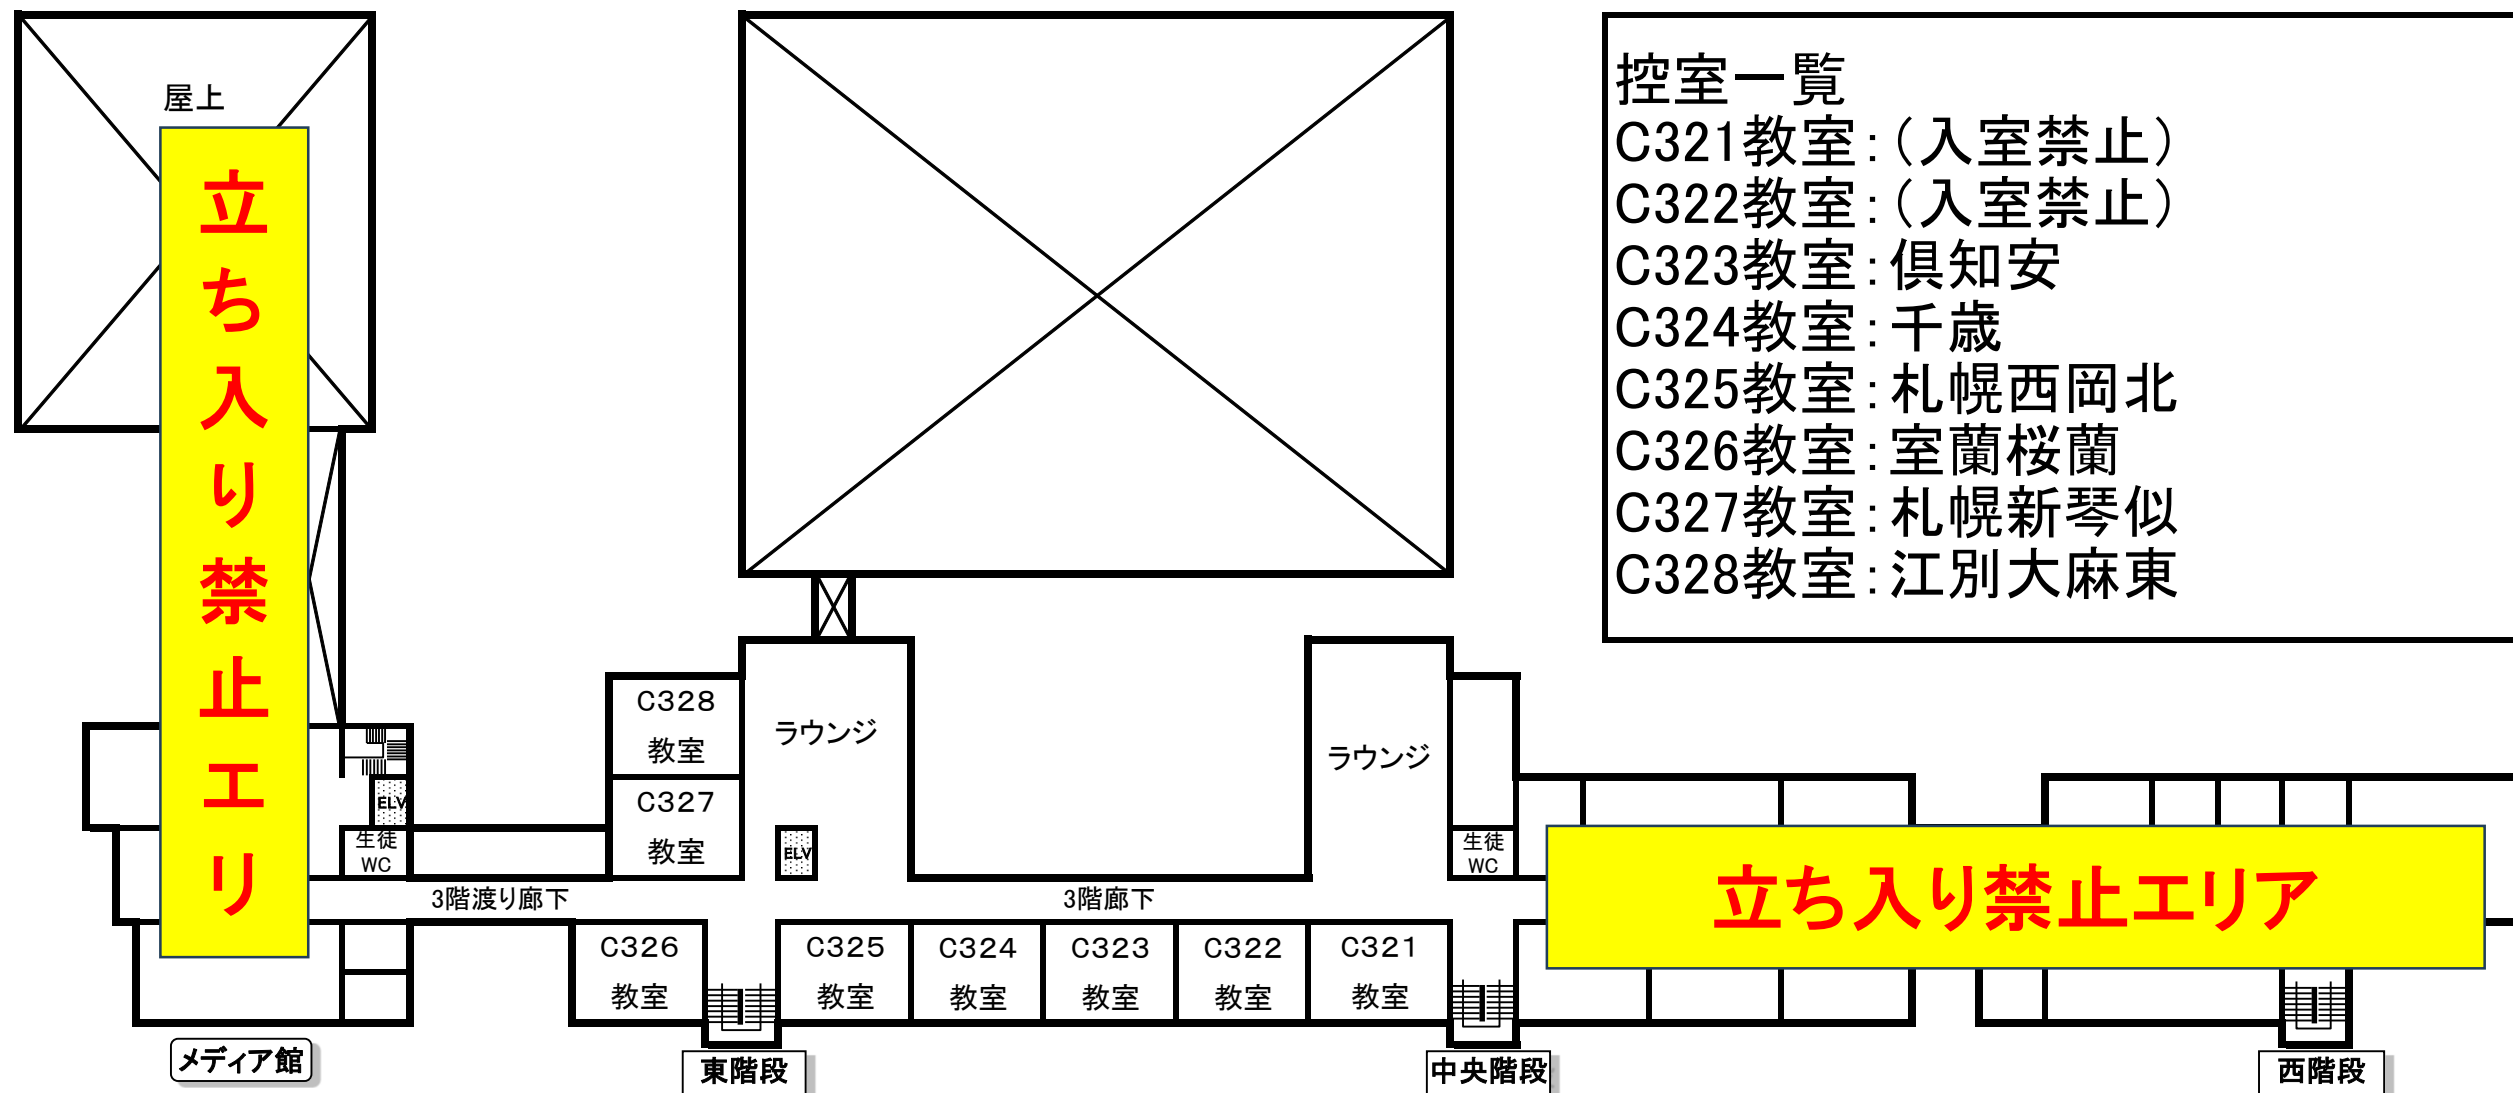 屋上
立ち入り禁止エリ
控室一覧
C321教室:(入室禁止)
C322教室:(入室禁止)
C323教室:倶知安
C324教室:千歳
C325教室:札幌西岡北
C326教室:室蘭桜蘭
C327教室:札幌新琴似
C328教室:江別大麻東
C328
教室
ラウンジ
ラウンジ
C327
教室
ELV
ELV
生徒
WC
生徒
WC
3階渡り廊下
3階廊下
立ち入り禁止エリア
C326
教室
C325
教室
C324
教室
C323
教室
C322
教室
C321
教室
メディア館
東階段
中央階段
西階段